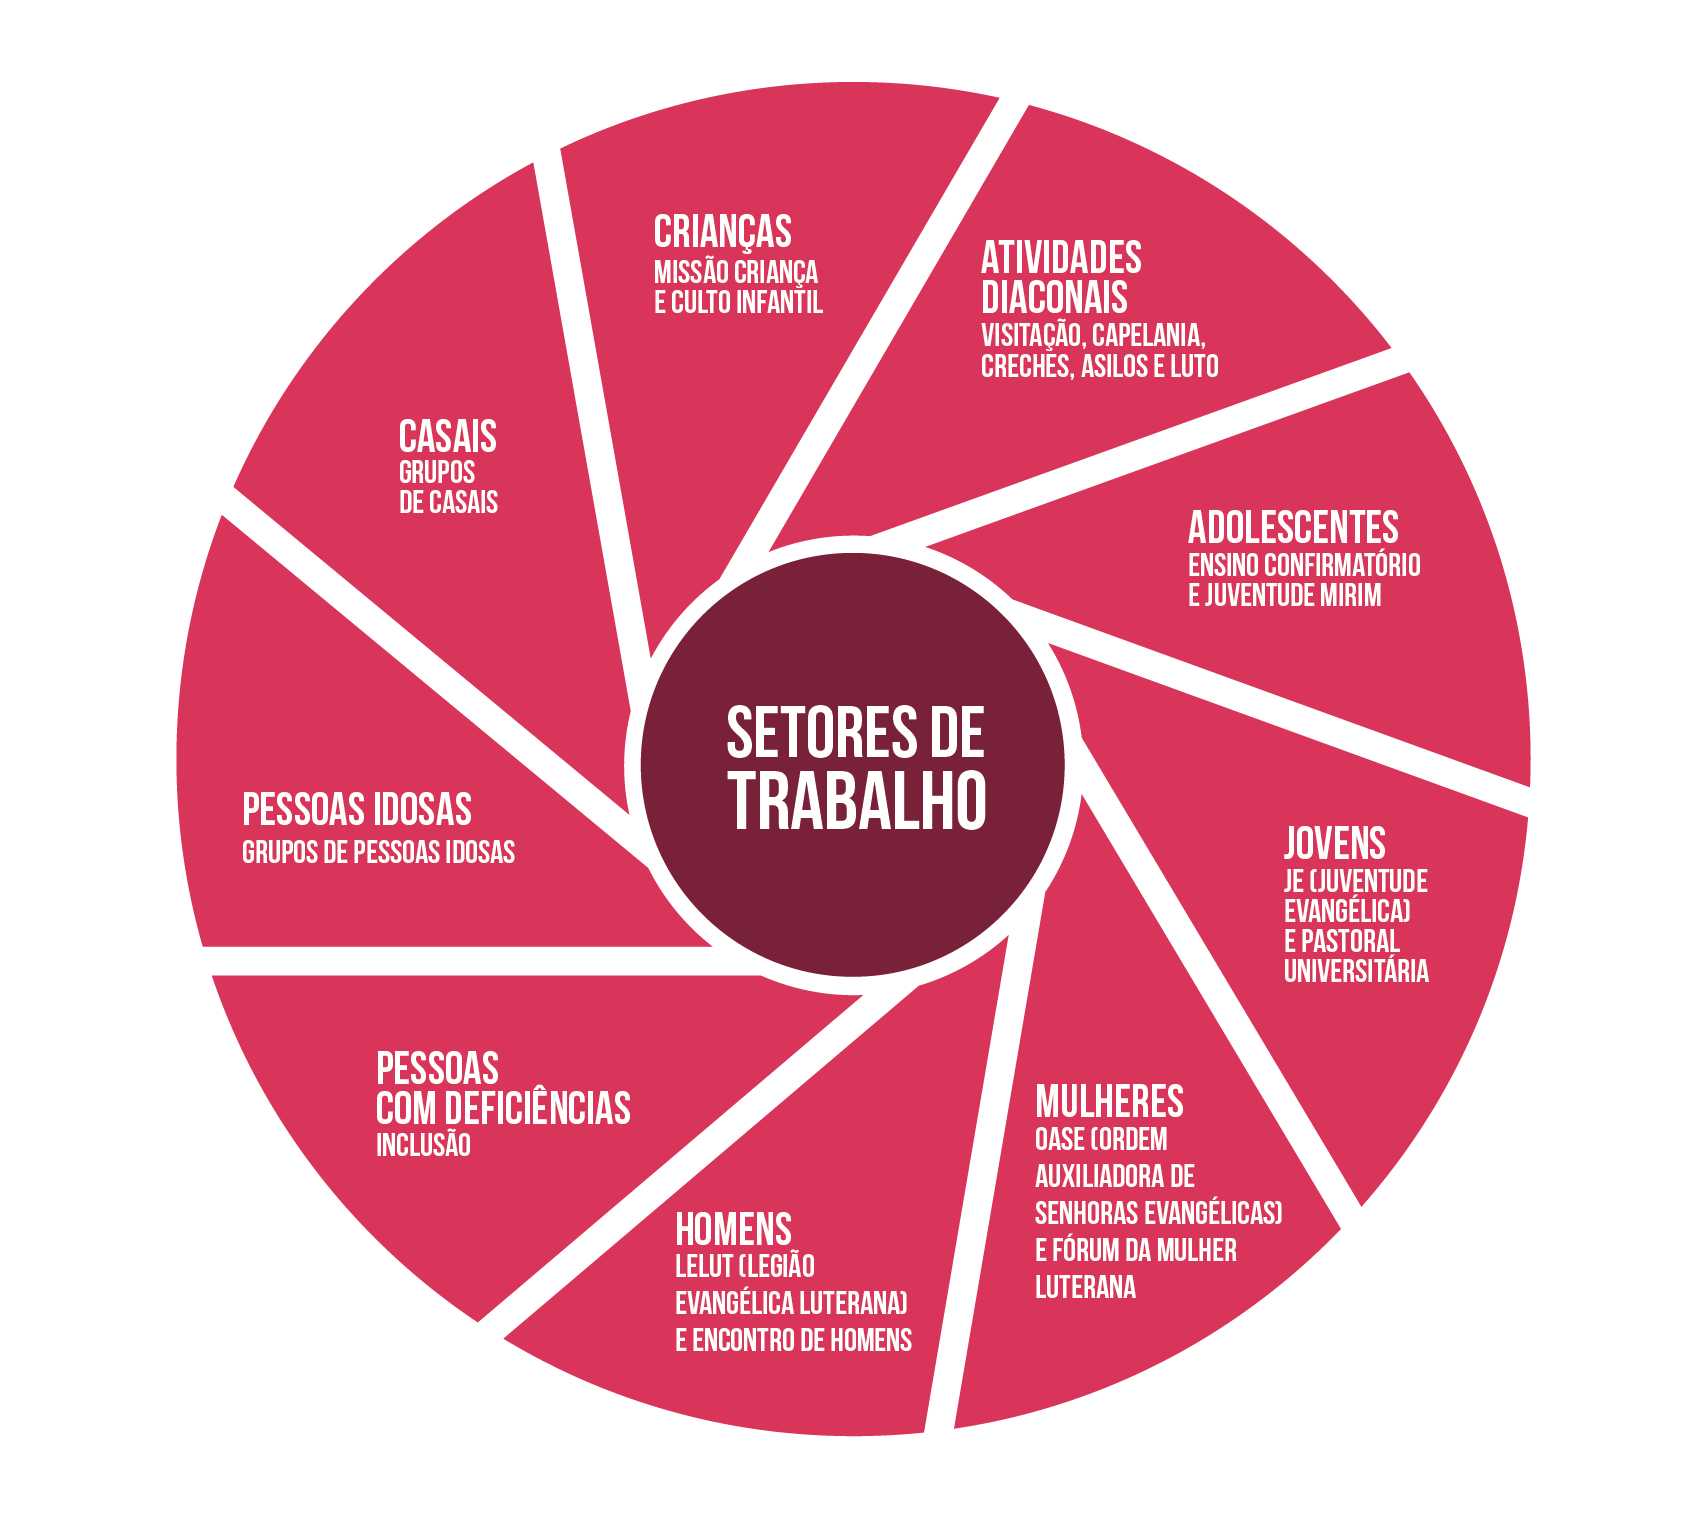 CRIANÇAS
MISSÃO CRIANÇA
E CULTO INFANTIL
ATIVIDADES
DIACONAIS
VISITAÇÃO, CAPELANIA,
CRECHES, ASILOS E LUTO
ADOLESCENTES
ENSINO CONFIRMATÓRIO
E JUVENTUDE MIRIM
JOVENS
JE (JUVENTUDE
EVANGÉLICA)
E PASTORAL
UNIVERSITÁRIA
MULHERES
OASE (ORDEM
AUXILIADORA DE
SENHORAS EVANGÉLICAS)
E FÓRUM DA MULHER
LUTERANA
HOMENS
LELUT (LEGIÃO
EVANGÉLICA LUTERANA)
E ENCONTRO DE HOMENS
PESSOAS
COM DEFICIÊNCIAS
INCLUSÃO
PESSOAS IDOSAS
GRUPOS DE PESSOAS IDOSAS
CASAIS
GRUPOS
DE CASAIS
SETORES DE
TRABALHO